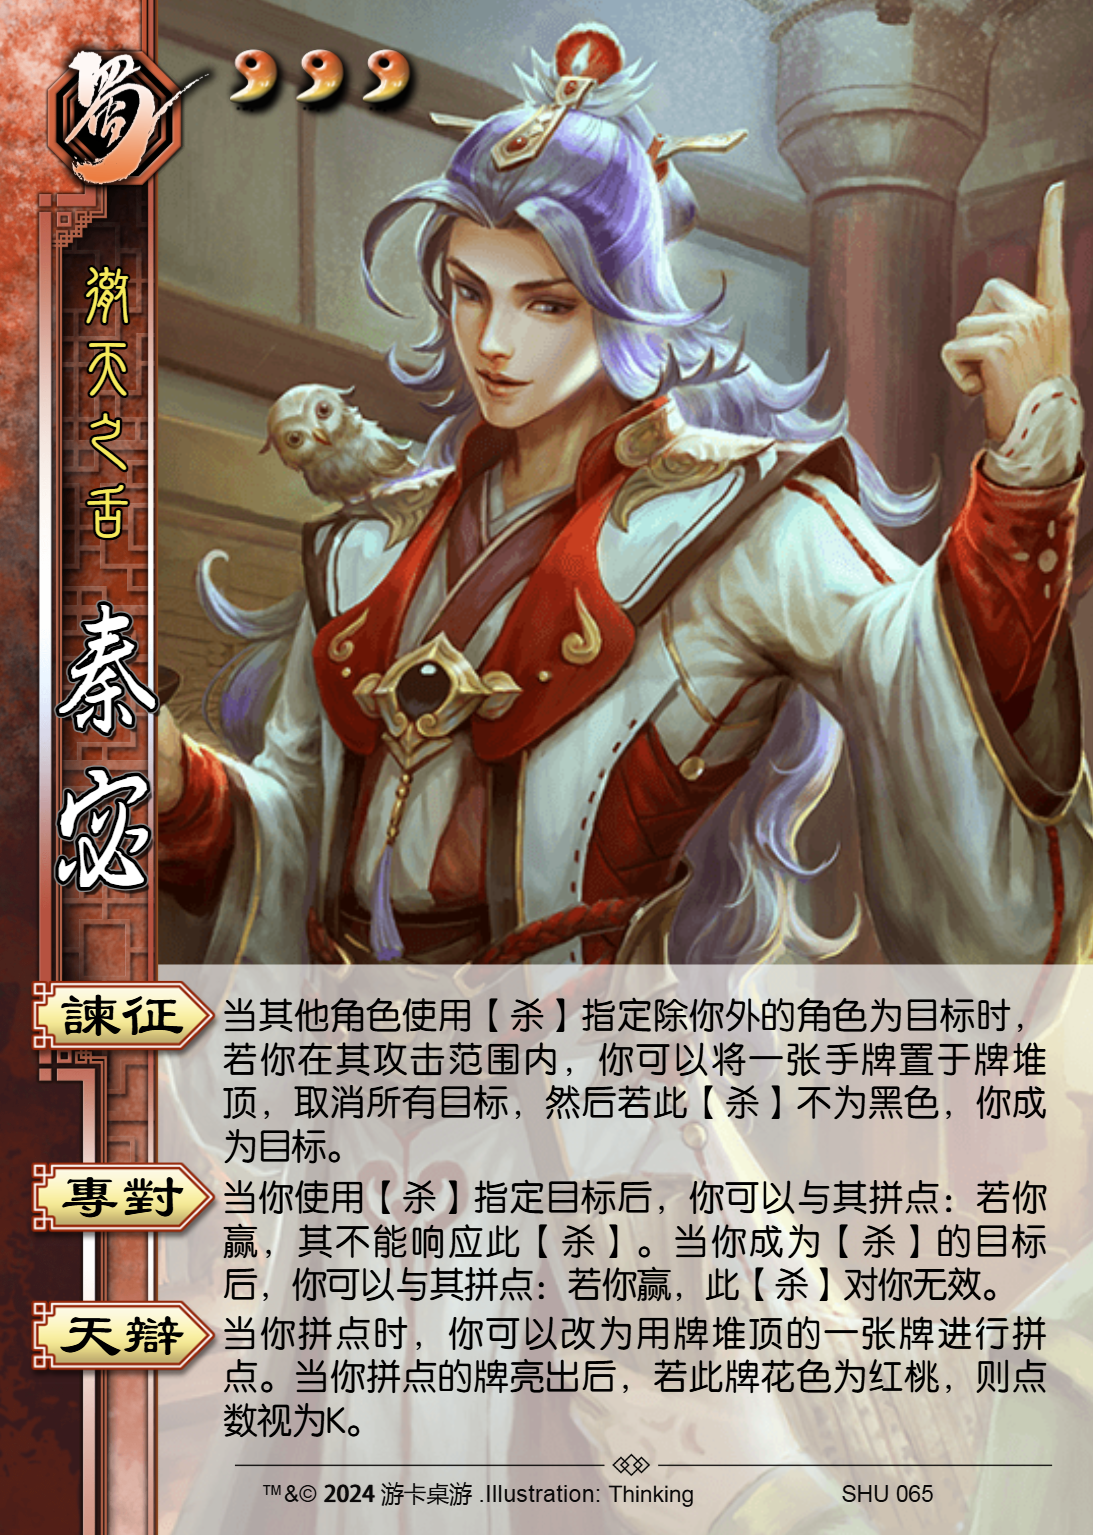 蜀
徹天之舌
秦宓
諫征
当其他角色使用【杀】指定除你外的角色为目标时，
若你在其攻击范围内，你可以将一张手牌置于牌堆
顶，取消所有目标，然后若此【杀】不为黑色，你成
为目标。
專對
当你使用【杀】指定目标后，你可以与其拼点：若你
赢，其不能响应此【杀】。当你成为【杀】的目标
后，你可以与其拼点：若你赢，此【杀】对你无效。
天辯
当你拼点时，你可以改为用牌堆顶的一张牌进行拼
点。当你拼点的牌亮出后，若此牌花色为红桃，则点
数视为K。
™&© 2024 游卡桌游 .Illustration: Thinking
SHU 065